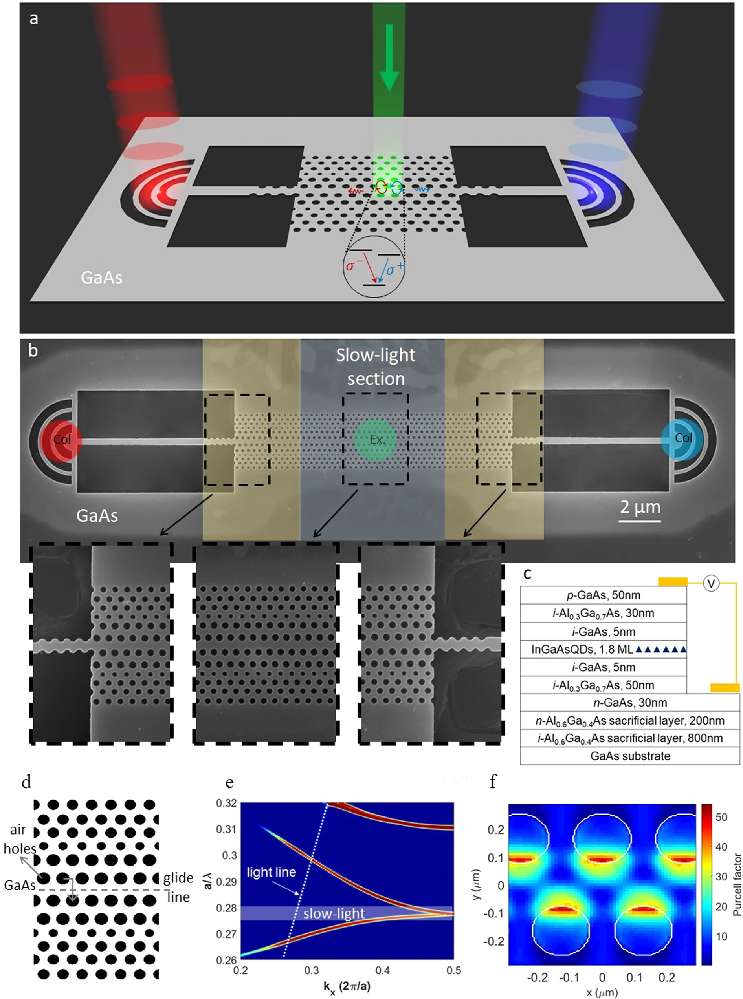 a
σ⁻
σ⁺
GaAs
b
Slow-light
section
Col
Ex.
Col
GaAs
2 μm
c
V
p-GaAs, 50nm
i-Al₀.₃Ga₀.₇As, 30nm
i-GaAs, 5nm
InGaAsQDs, 1.8 ML
i-GaAs, 5nm
i-Al₀.₃Ga₀.₇As, 50nm
n-GaAs, 30nm
n-Al₀.₆Ga₀.₄As sacrificial layer, 200nm
i-Al₀.₆Ga₀.₄As sacrificial layer, 800nm
GaAs substrate
d
air
holes
GaAs
glide
line
e
0.32
0.31
0.3
0.29
0.28
0.27
0.26
a/λ
light line
slow-light
0.2
0.3
0.4
0.5
kₓ (2π/a)
2 μm
f
0.2
0.1
0
-0.1
-0.2
y (μm)
-0.2
-0.1
0
0.1
0.2
x (μm)
50
40
30
20
10
Purcell factor